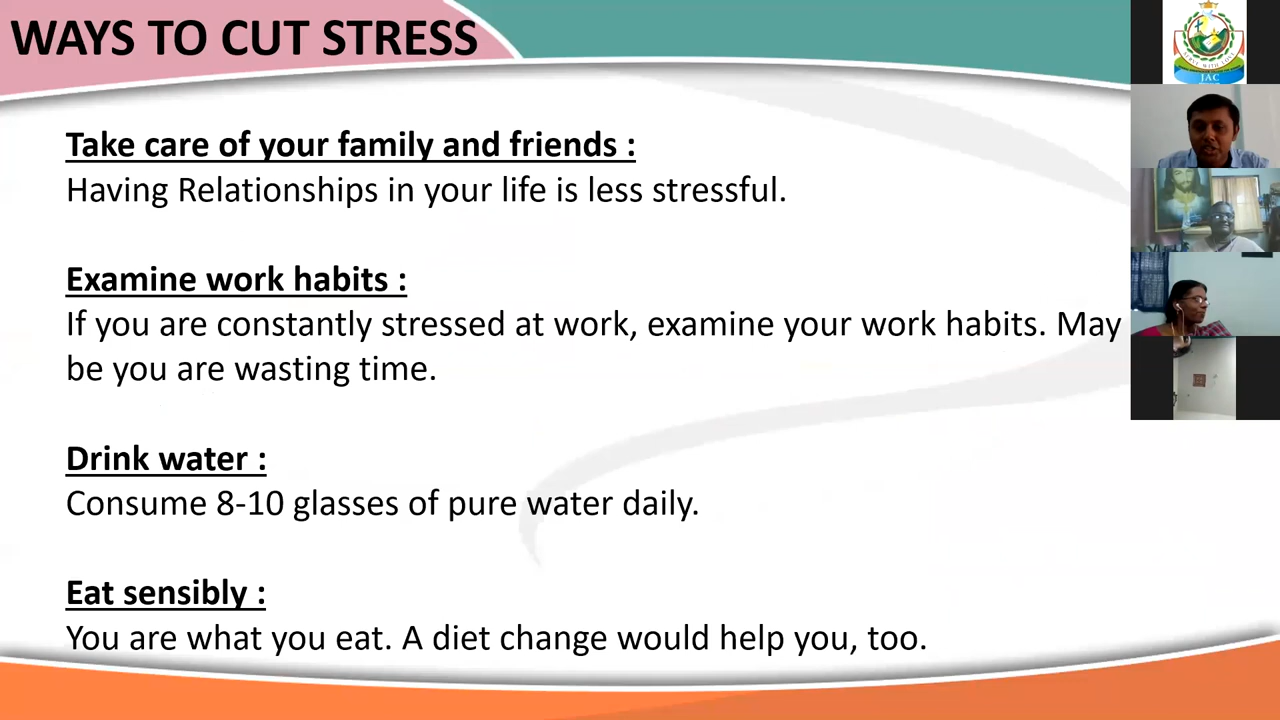 WAYS TO CUT STRESS
Take care of your family and friends :
Having Relationships in your life is less stressful.
Examine work habits :
If you are constantly stressed at work, examine your work habits. May
be you are wasting time.
Drink water :
Consume 8-10 glasses of pure water daily.
Eat sensibly :
You are what you eat. A diet change would help you, too.
JAC